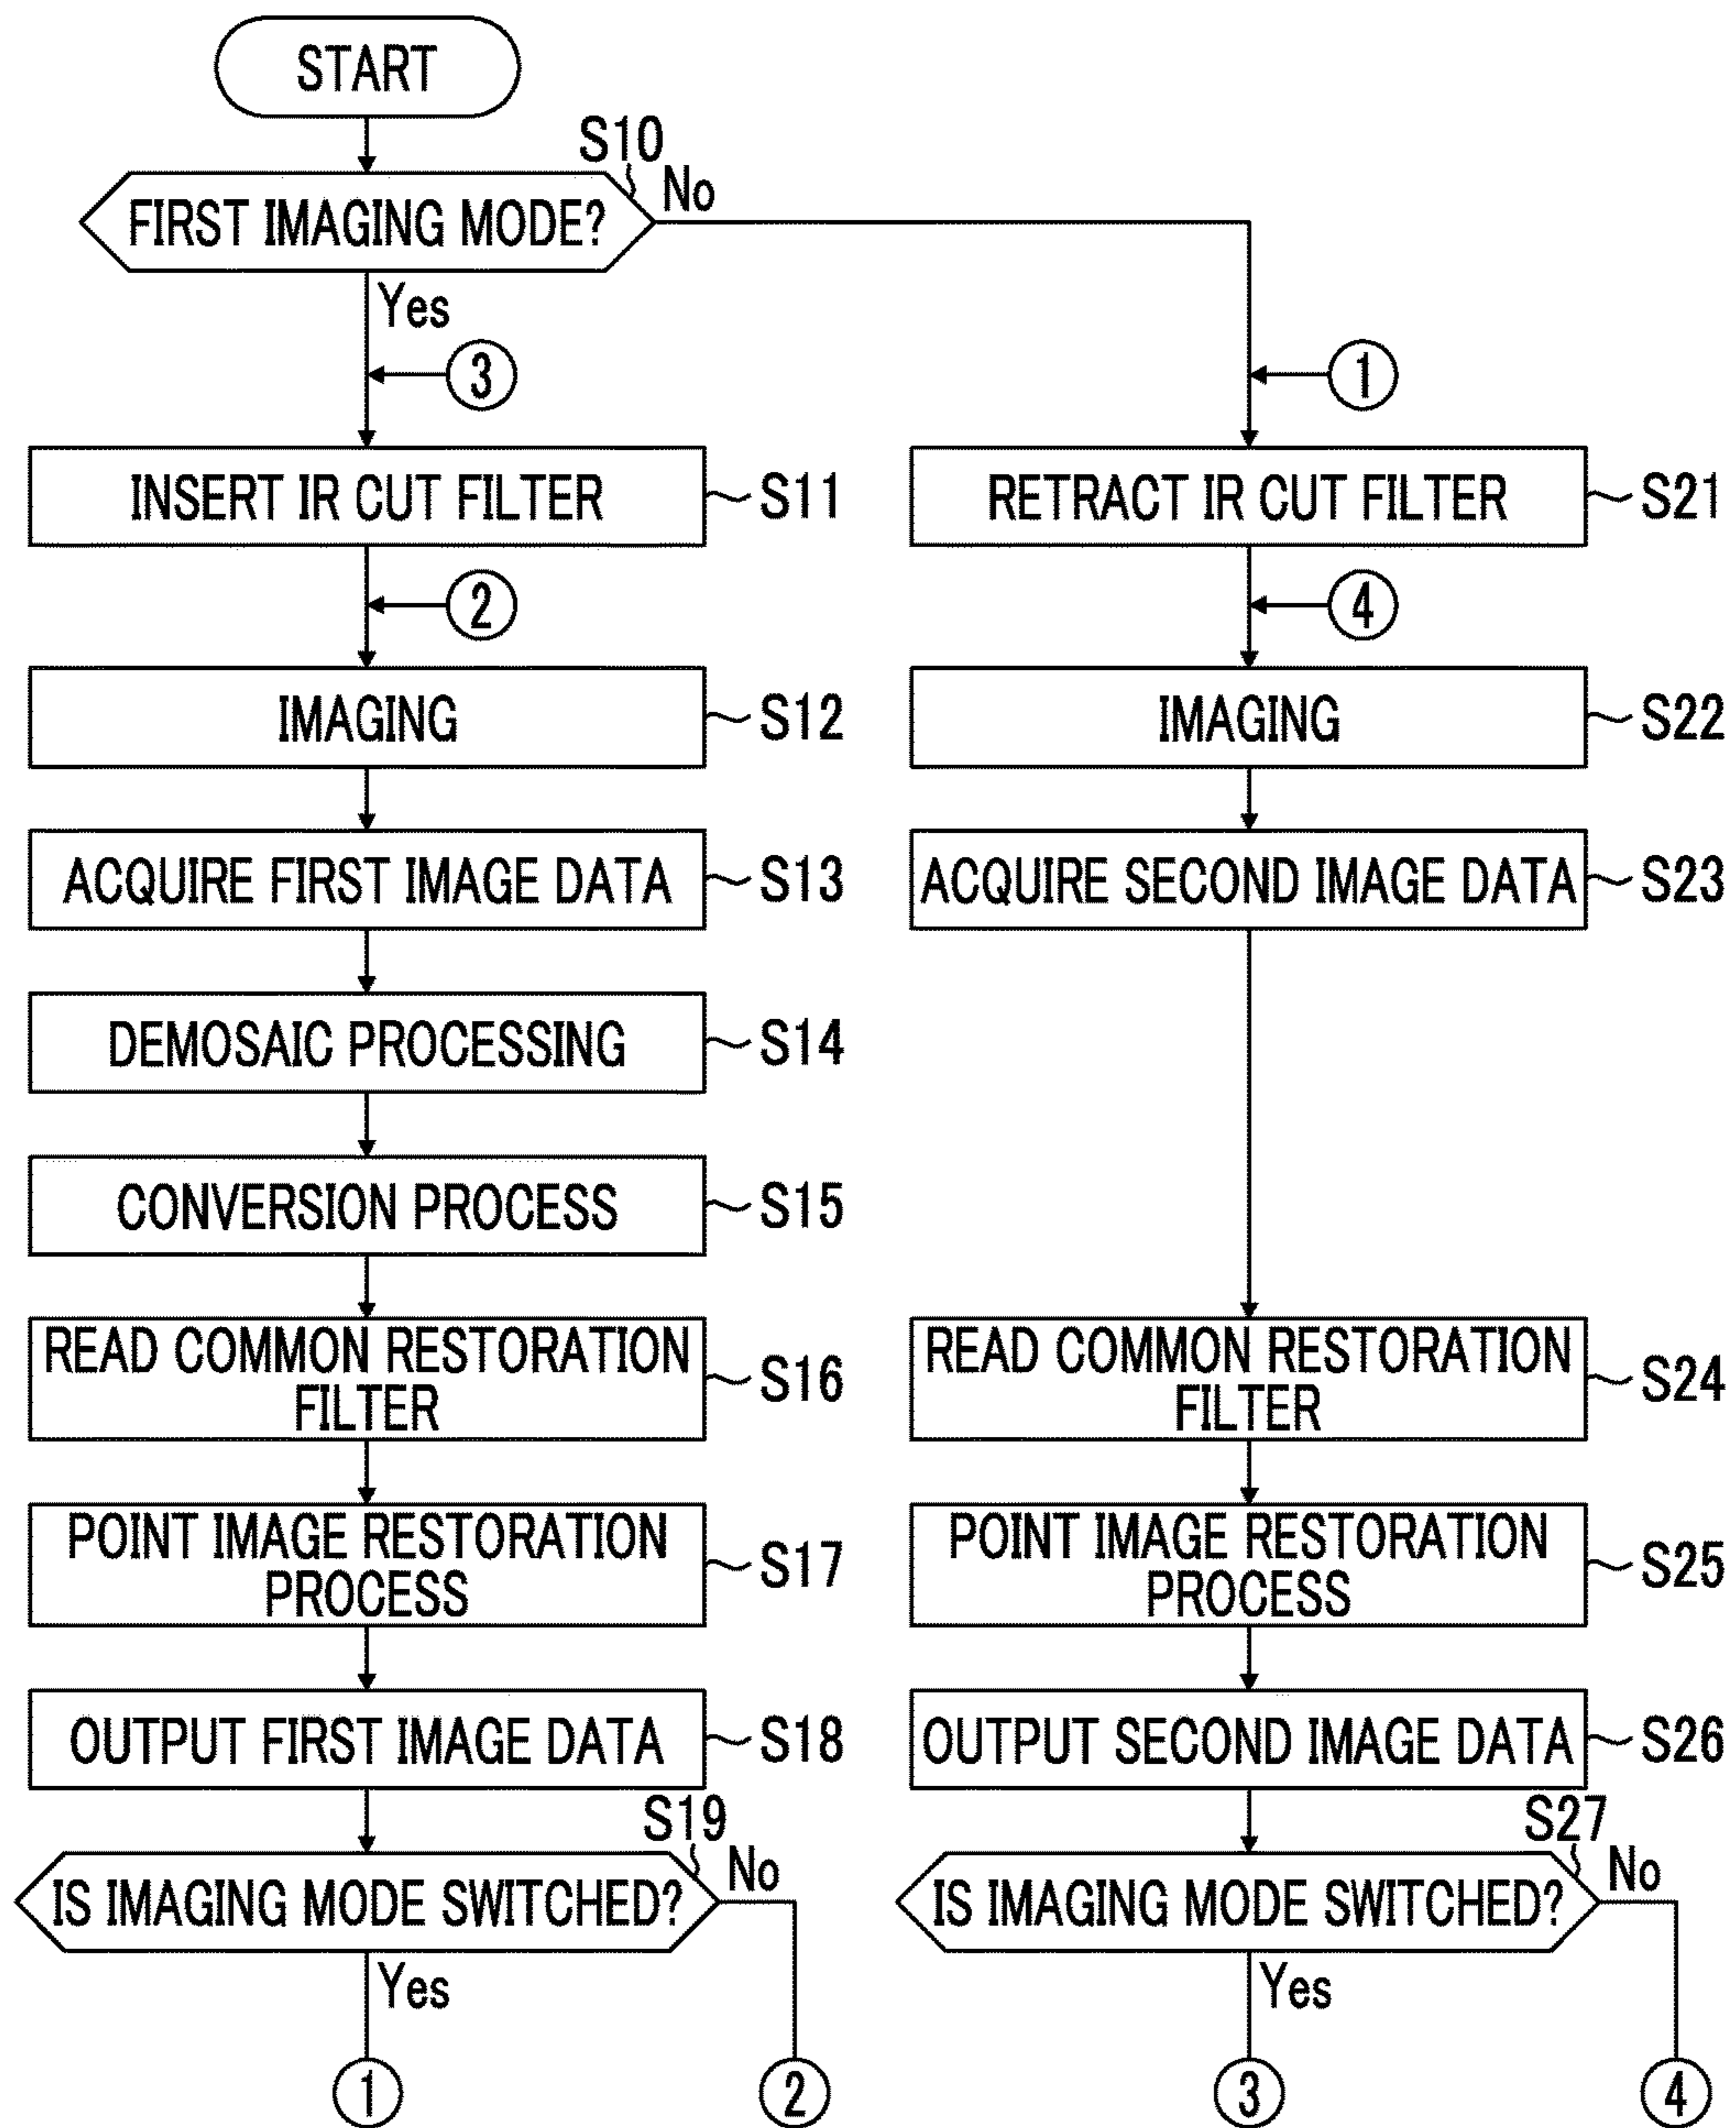 START
S10
FIRST IMAGING MODE?
No
Yes
3
1
INSERT IR CUT FILTER
S11
RETRACT IR CUT FILTER
S21
2
4
IMAGING
S12
IMAGING
S22
ACQUIRE FIRST IMAGE DATA
S13
ACQUIRE SECOND IMAGE DATA
S23
DEMOSAIC PROCESSING
S14
CONVERSION PROCESS
S15
READ COMMON RESTORATION
FILTER
S16
READ COMMON RESTORATION
FILTER
S24
POINT IMAGE RESTORATION
PROCESS
S17
POINT IMAGE RESTORATION
PROCESS
S25
OUTPUT FIRST IMAGE DATA
S18
OUTPUT SECOND IMAGE DATA
S26
S19
IS IMAGING MODE SWITCHED?
No
S27
IS IMAGING MODE SWITCHED?
No
Yes
Yes
1
2
3
4